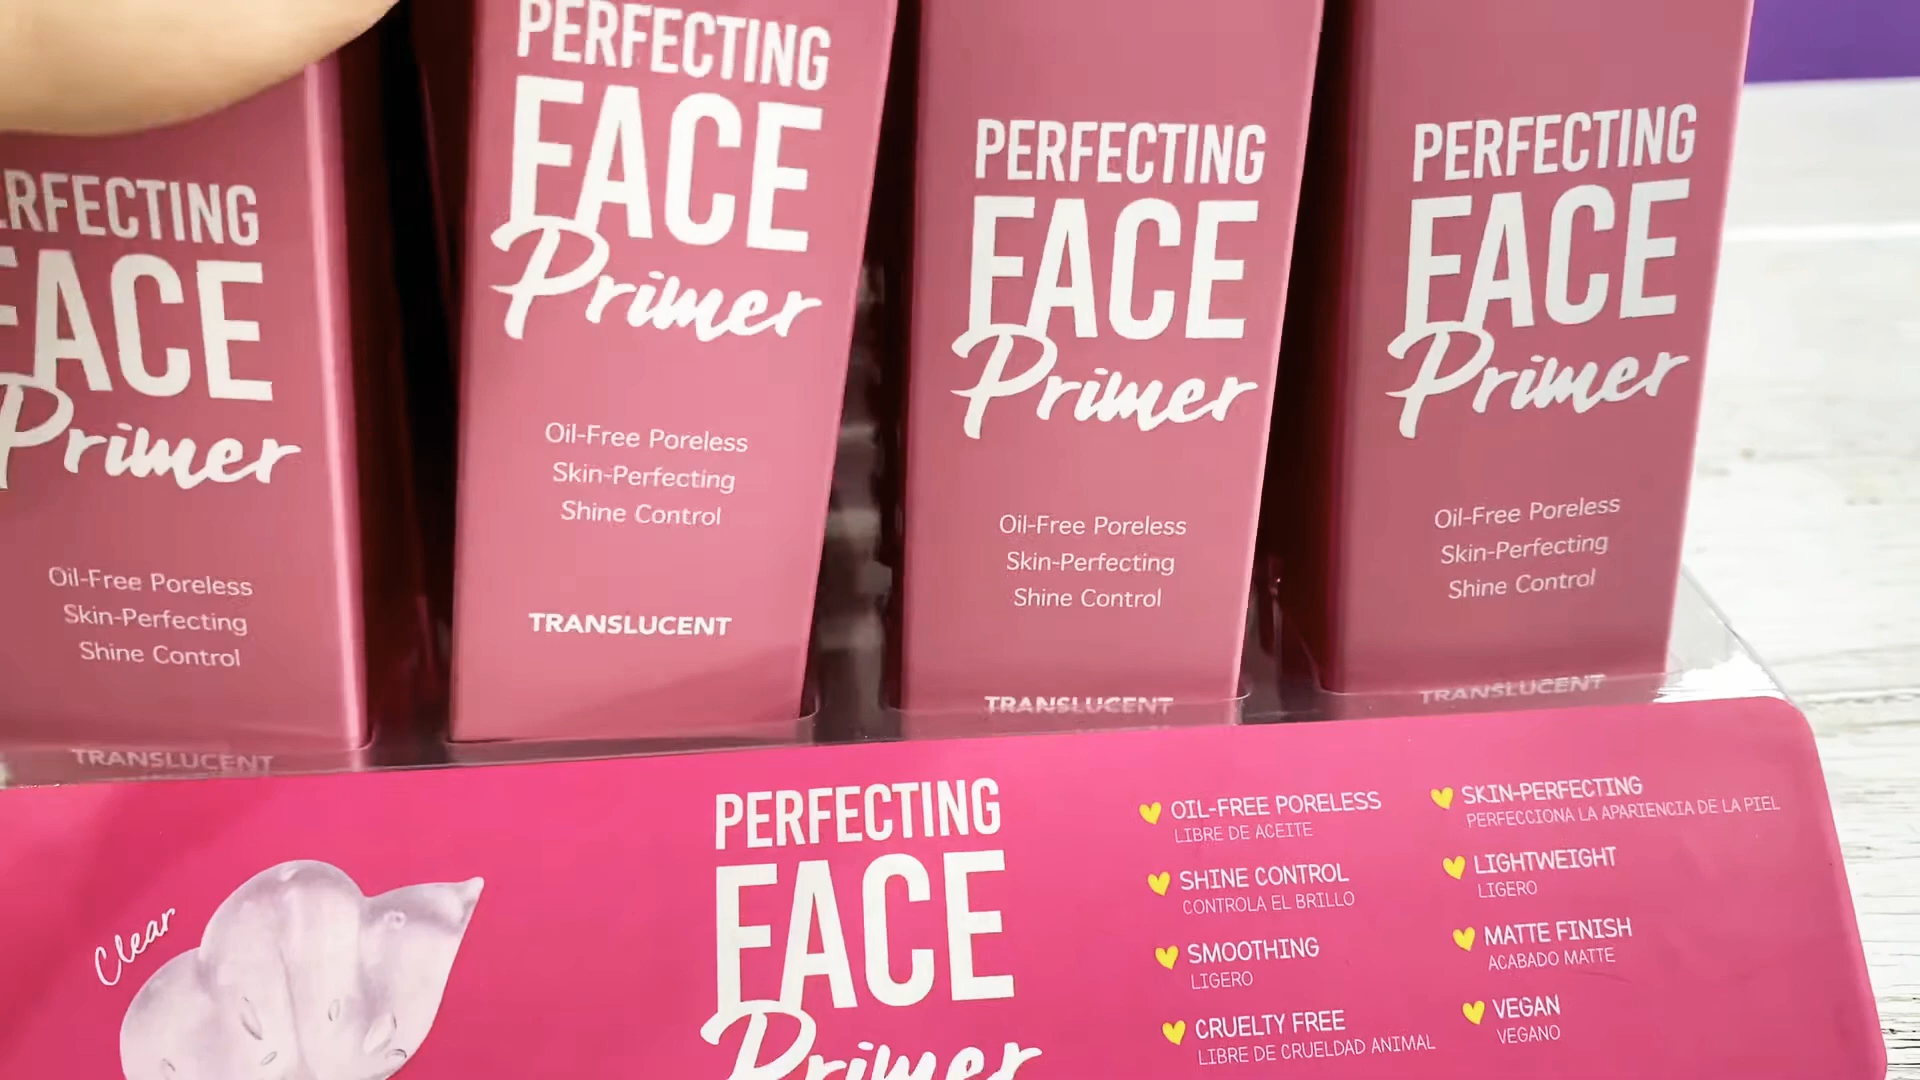 PERFECTING
FACE
Primer
Oil-Free Poreless
Skin-Perfecting
Shine Control
TRANSLUCENT
PERFECTING
FACE
Primer
Oil-Free Poreless
Skin-Perfecting
Shine Control
TRANSLUCENT
PERFECTING
FACE
Primer
Oil-Free Poreless
Skin-Perfecting
Shine Control
TRANSLUCENT
PERFECTING
FACE
Primer
Oil-Free Poreless
Skin-Perfecting
Shine Control
TRANSLUCENT
Clear
PERFECTING
FACE
Primer
OIL-FREE PORELESS
LIBRE DE ACEITE
SHINE CONTROL
CONTROLA EL BRILLO
SMOOTHING
LIGERO
CRUELTY FREE
LIBRE DE CRUELDAD ANIMAL
SKIN-PERFECTING
PERFECCIONA LA APARIENCIA DE LA PIEL
LIGHTWEIGHT
LIGERO
MATTE FINISH
ACABADO MATTE
VEGAN
VEGANO